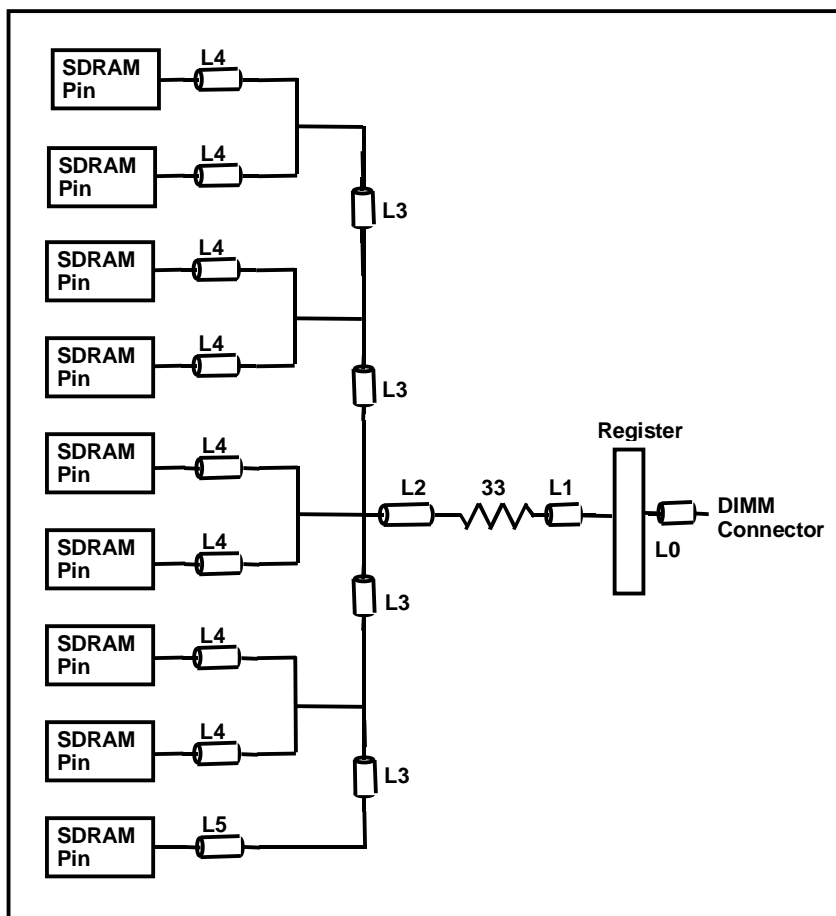 SDRAM
Pin
L4
SDRAM
Pin
L4
L3
SDRAM
Pin
L4
SDRAM
Pin
L4
L3
SDRAM
Pin
L4
SDRAM
Pin
L4
L2
33
L1
Register
L0
DIMM
Connector
L3
SDRAM
Pin
L4
SDRAM
Pin
L4
L3
SDRAM
Pin
L5